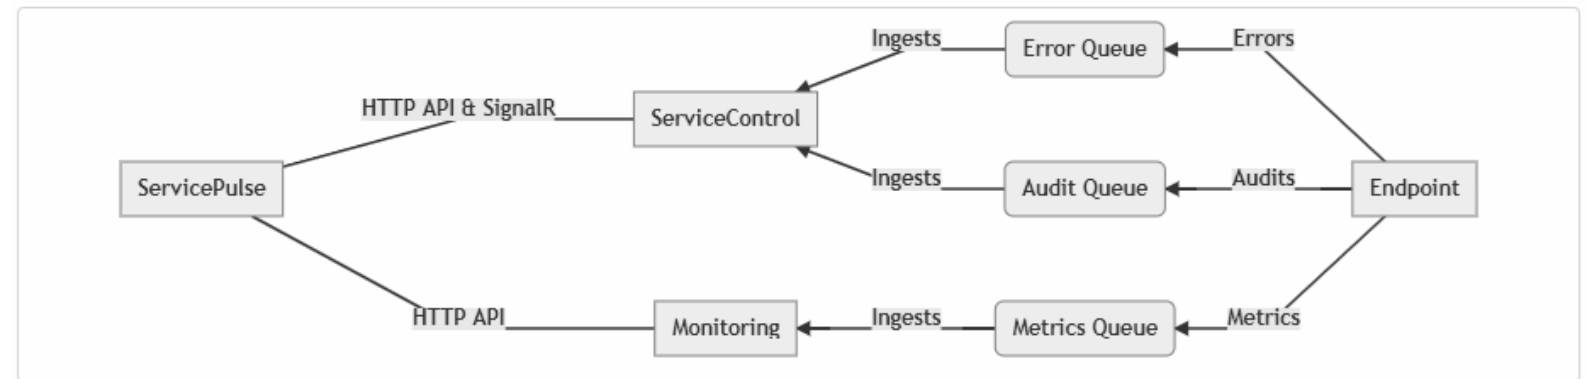 Ingests
Error Queue
Errors
HTTP API & SignalR
ServiceControl
ServicePulse
Ingests
Audit Queue
Audits
Endpoint
HTTP API
Monitoring
Ingests
Metrics Queue
Metrics